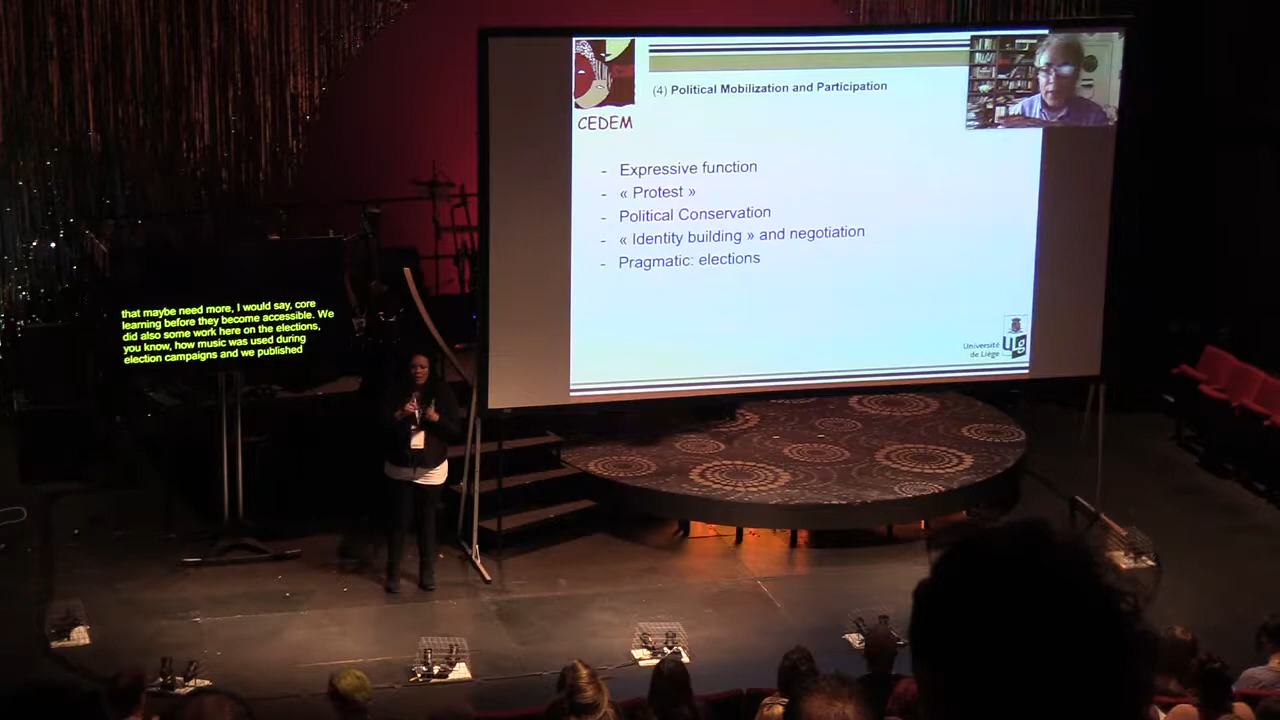 (4) Political Mobilization and Participation
CEDEM
- Expressive function
- « Protest »
- Political Conservation
- « Identity building » and negotiation
- Pragmatic: elections
Université
de Liège
that maybe need more, I would say, core
learning before they become accessible. We
did also some work here on the elections,
you know, how music was used during
election campaigns and we published